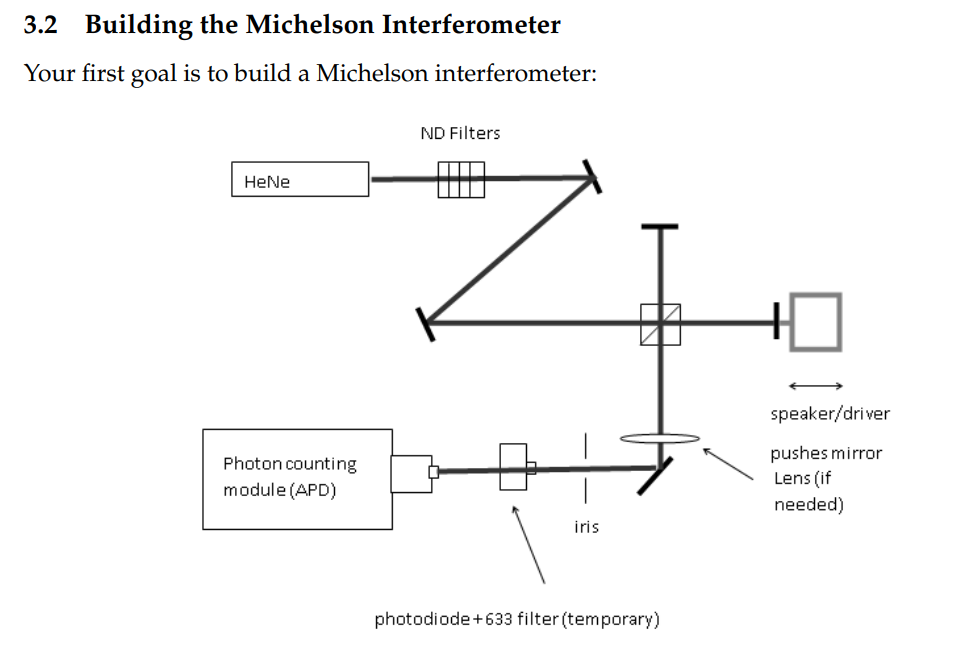 3.2 Building the Michelson Interferometer
Your first goal is to build a Michelson interferometer:
ND Filters
HeNe
speaker/driver
pushes mirror
Lens (if
needed)
Photon counting
module (APD)
iris
photodiode+633 filter (temporary)